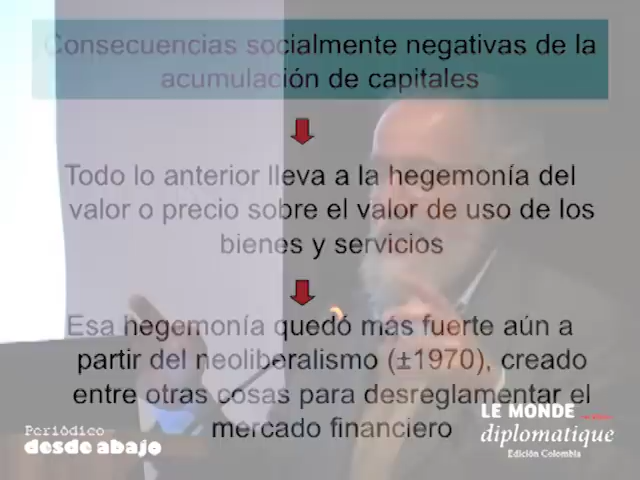 Consecuencias socialmente negativas de la
acumulación de capitales
Todo lo anterior lleva a la hegemonía del
valor o precio sobre el valor de uso de los
bienes y servicios
Esa hegemonía quedó más fuerte aún a
partir del neoliberalismo (±1970), creado
entre otras cosas para desreglamentar el
mercado financiero
Periódico
desde abajo
LE MONDE
diplomatique
Edición Colombia